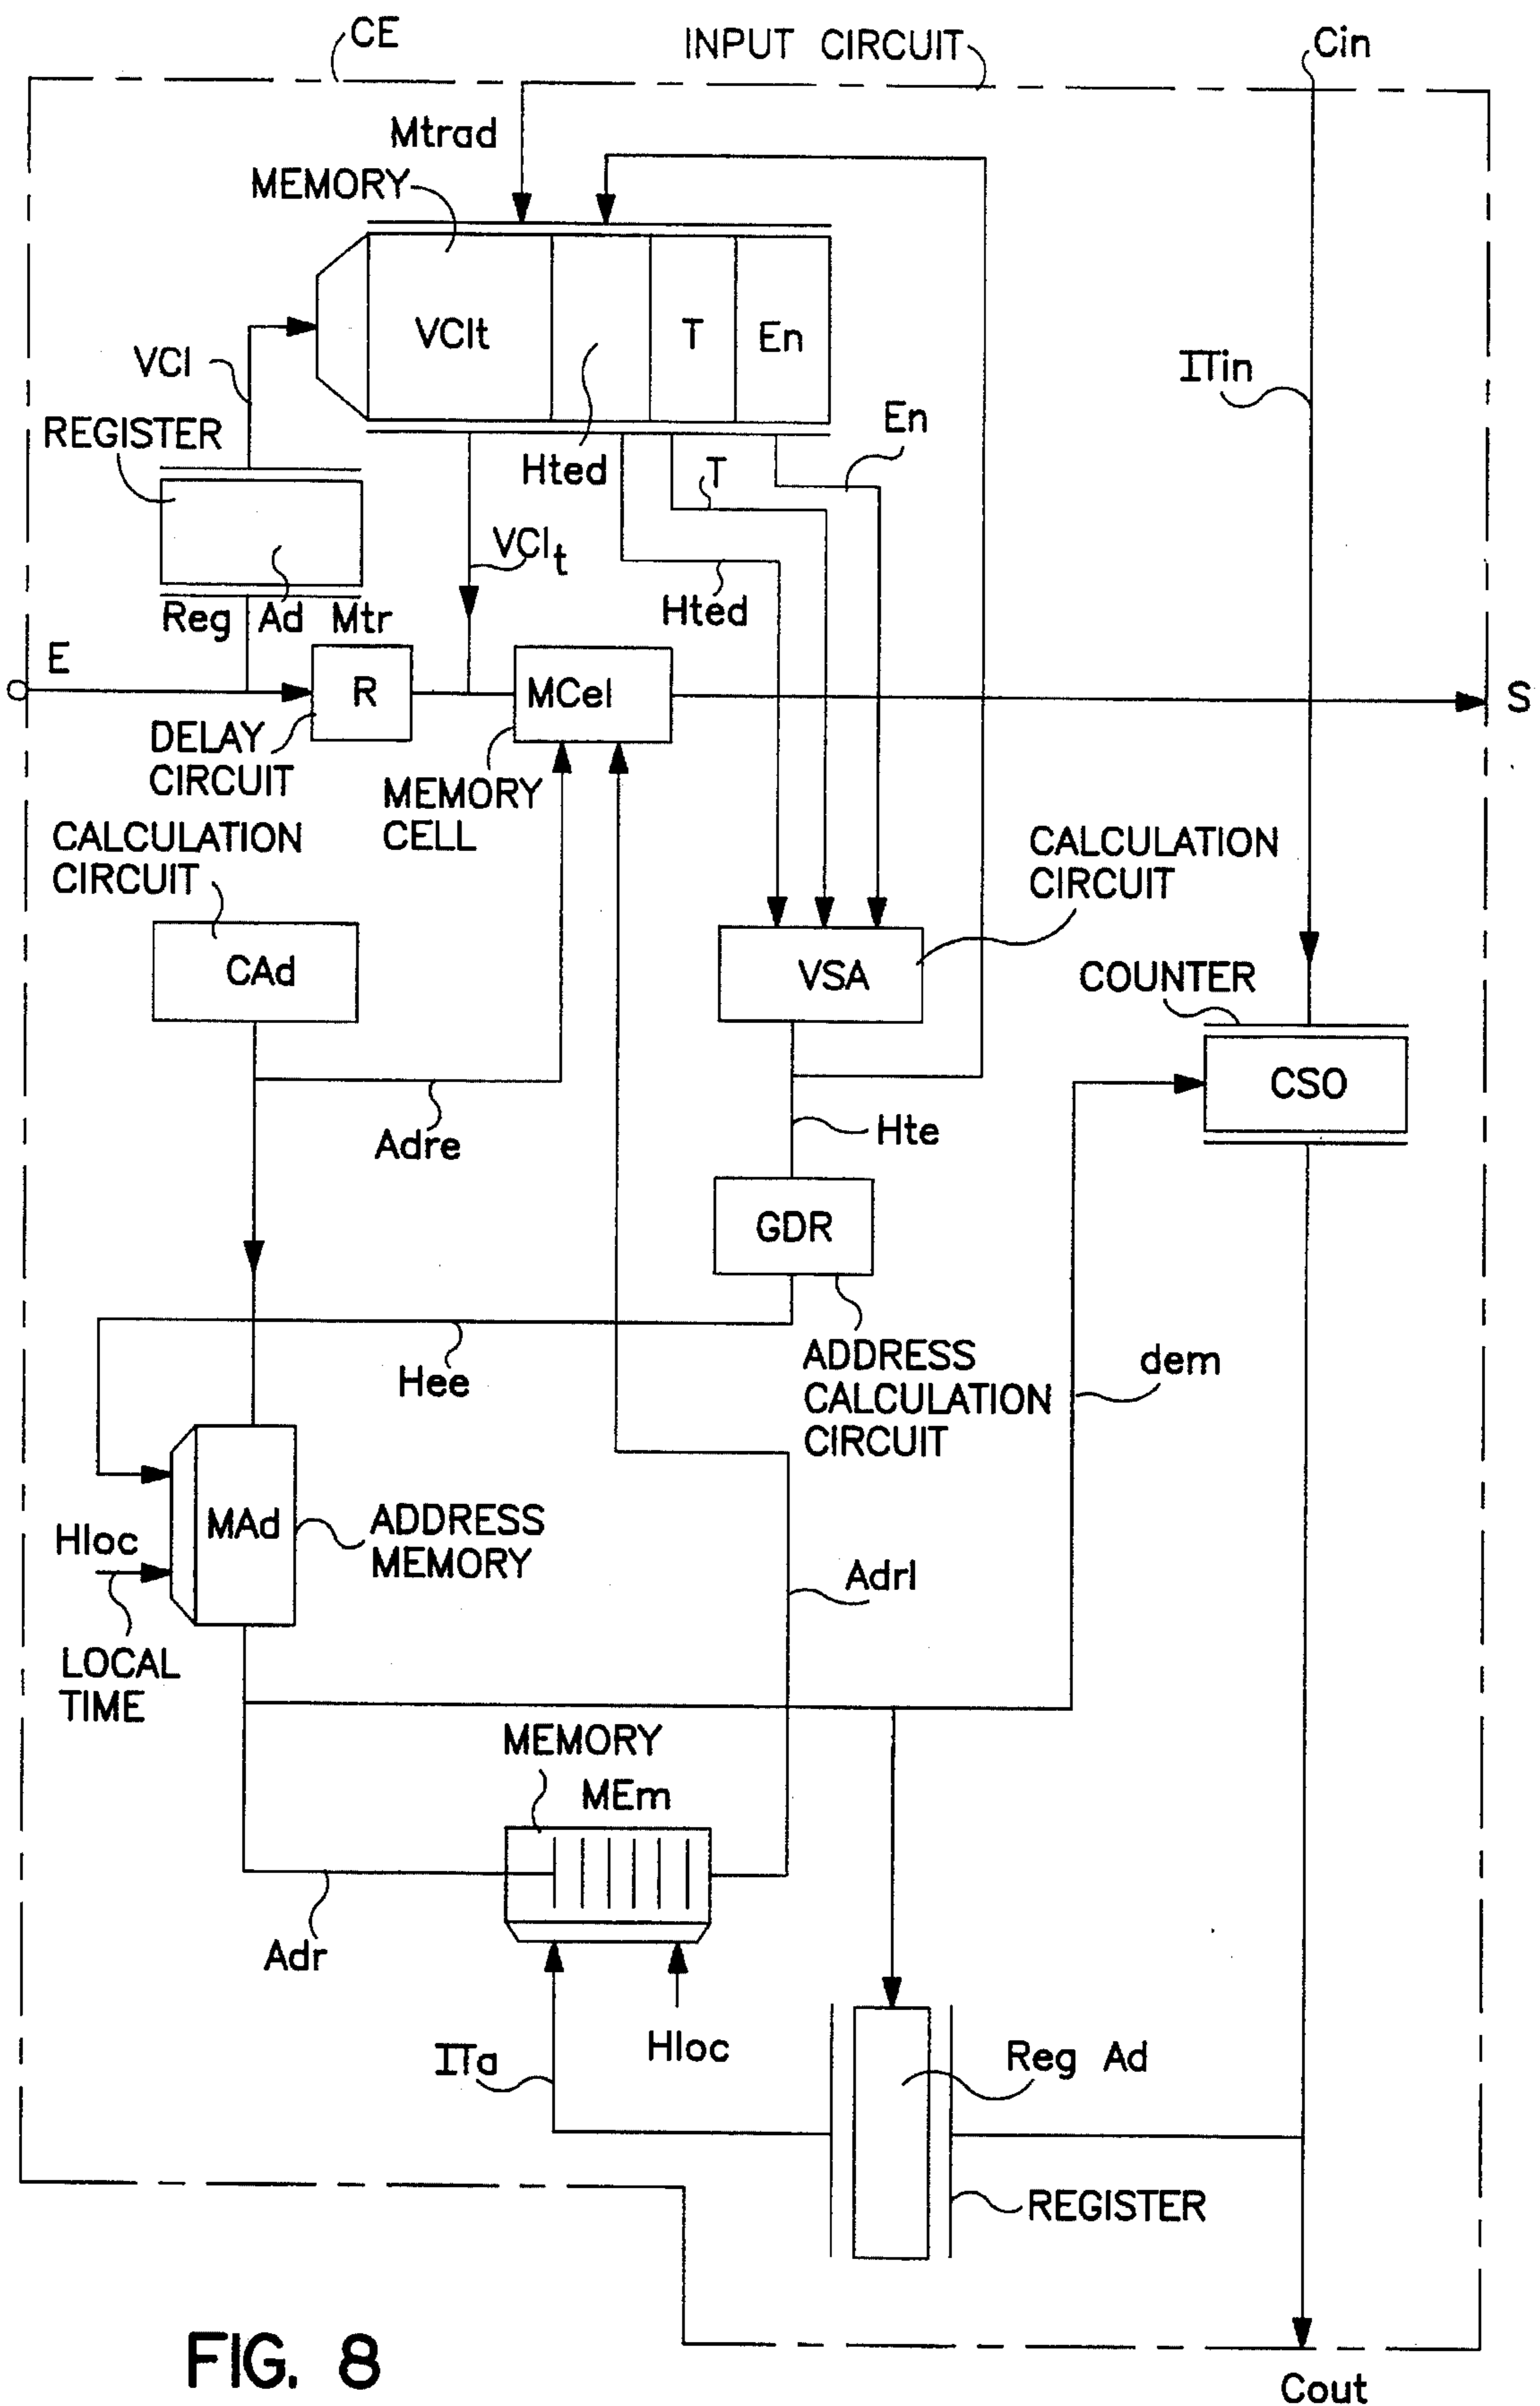 CE
INPUT CIRCUIT
Cin
Mtrad
MEMORY
VCIt
T
En
VCI
ITin
REGISTER
En
Hted
T
VCIt
Hted
Reg Ad Mtr
E
R
MCel
S
DELAY
CIRCUIT
MEMORY
CELL
CALCULATION
CIRCUIT
CALCULATION
CIRCUIT
CAd
VSA
COUNTER
CSO
Adre
Hte
GDR
Hee
ADDRESS
CALCULATION
CIRCUIT
dem
MAd
ADDRESS
MEMORY
Hloc
Adrl
LOCAL
TIME
MEMORY
MEm
Adr
ITa
Hloc
Reg Ad
REGISTER
FIG. 8
Cout